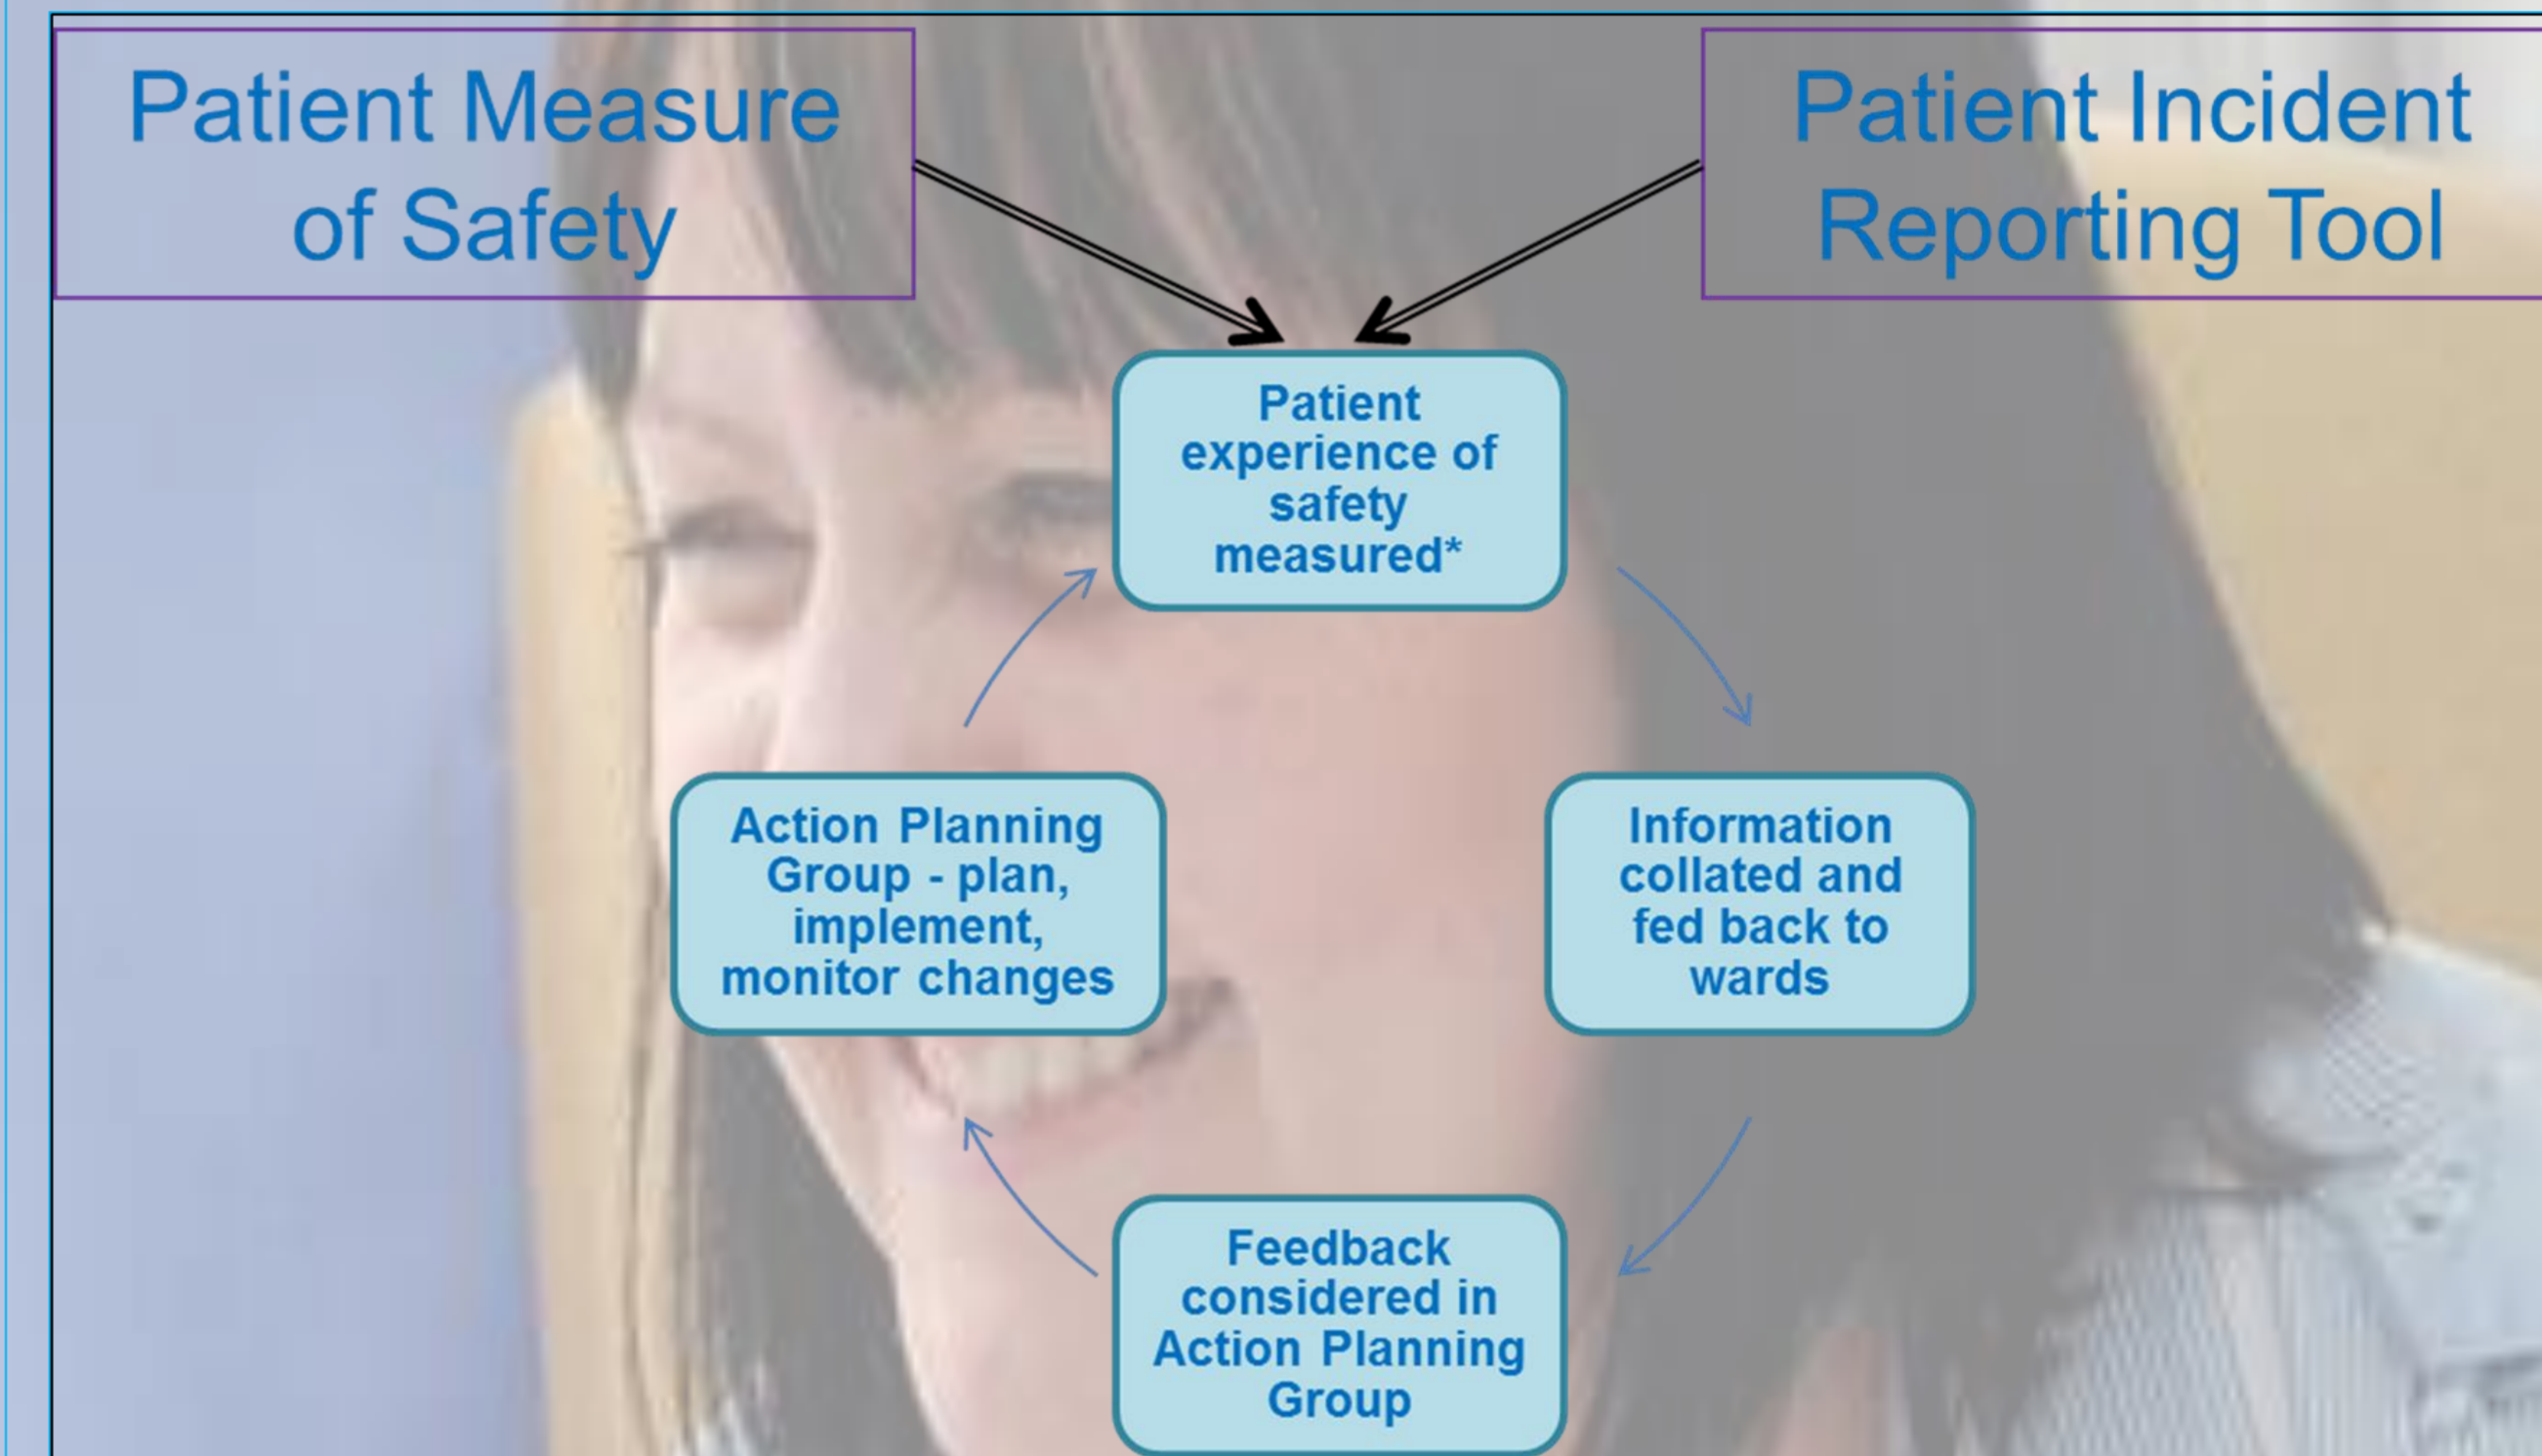 Patient Measure
of Safety
Patient Incident
Reporting Tool
Patient
experience of
safety
measured*
Information
collated and
fed back to
wards
Feedback
considered in
Action Planning
Group
Action Planning
Group - plan,
implement,
monitor changes